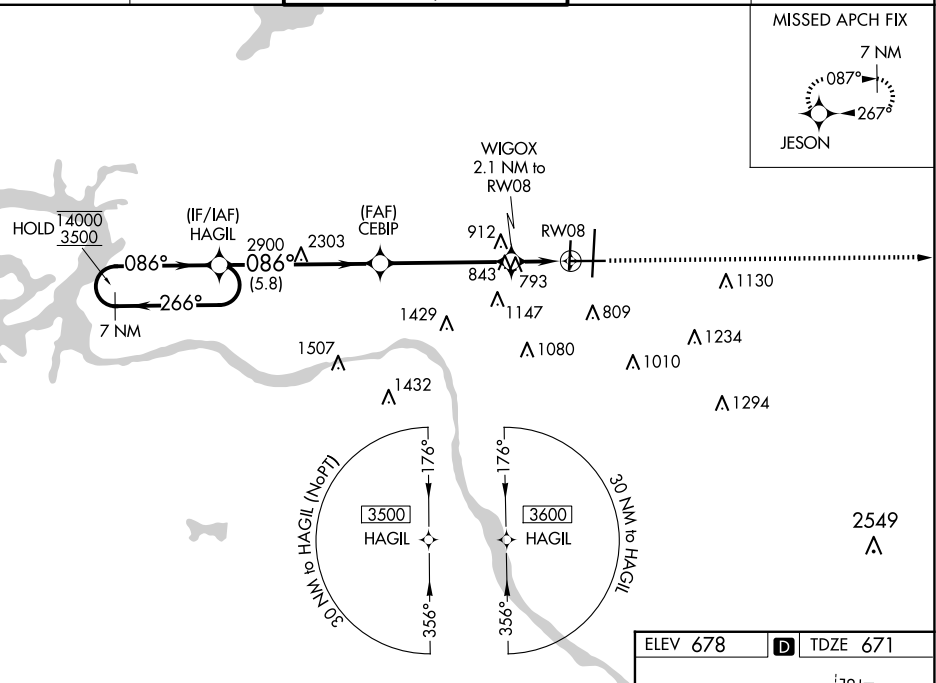 MISSED APCH FIX
7 NM
087°
267°
JESON
WIGOX
2.1 NM to
RW08
HOLD 14000
3500
(IF/IAF)
HAGIL
(FAF)
CEBIP
912
RW08
2900
2303
086°
086°
(5.8)
843
793
266°
7 NM
1130
1147
809
1429
1234
1507
1080
1010
1432
1294
30 NM to HAGIL (NoPT)
176°
3500
HAGIL
356°
176°
3600
HAGIL
356°
30 NM to HAGIL
2549
ELEV 678 D TDZE 671